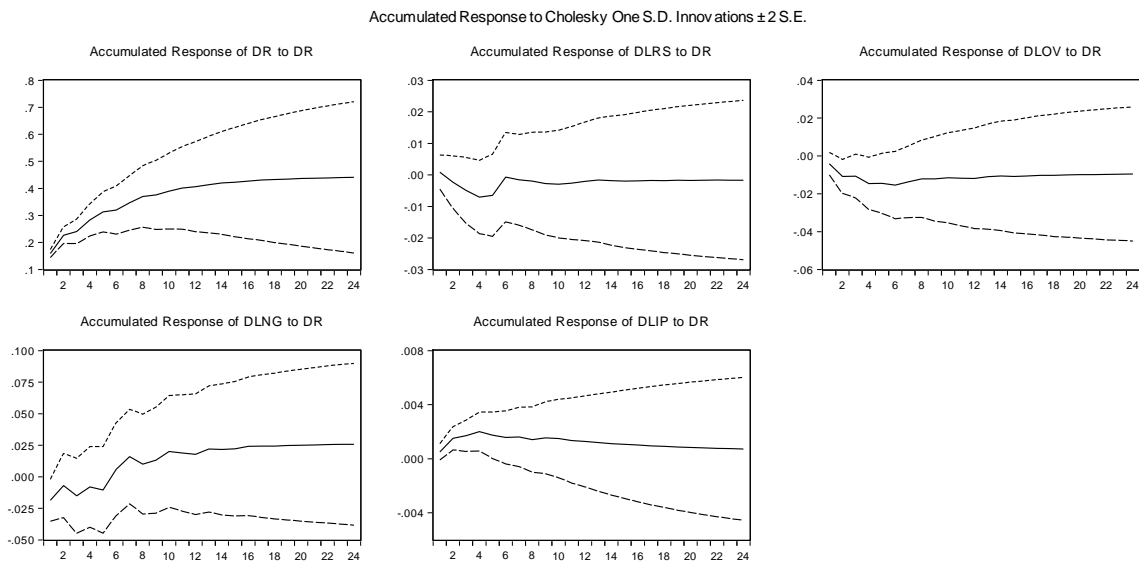 Accumulated Response to Cholesky One S.D. Innovations ± 2 S.E.
Accumulated Response of DR to DR
.8
.7
.6
.5
.4
.3
.2
.1
2 4 6 8 10 12 14 16 18 20 22 24
Accumulated Response of DLRS to DR
.03
.02
.01
.00
-.01
-.02
-.03
2 4 6 8 10 12 14 16 18 20 22 24
Accumulated Response of DLOV to DR
.04
.02
.00
-.02
-.04
-.06
2 4 6 8 10 12 14 16 18 20 22 24
Accumulated Response of DLNG to DR
.100
.075
.050
.025
.000
-.025
-.050
2 4 6 8 10 12 14 16 18 20 22 24
Accumulated Response of DLIP to DR
.008
.004
.000
-.004
2 4 6 8 10 12 14 16 18 20 22 24